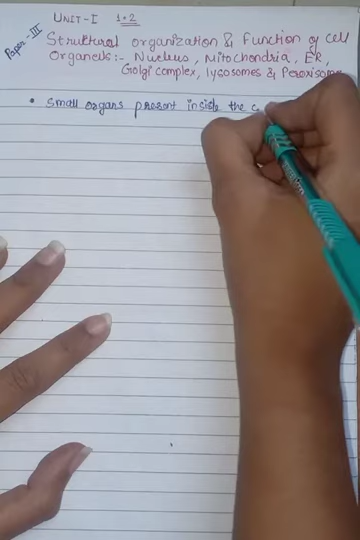 UNIT-I 1+2
Paper-III
Structural organization & Function of cell
Organells:- Nucleus, Mitochondria, ER,
Golgi complex, lysosomes & Peroxisome
• Small organs present inside the c